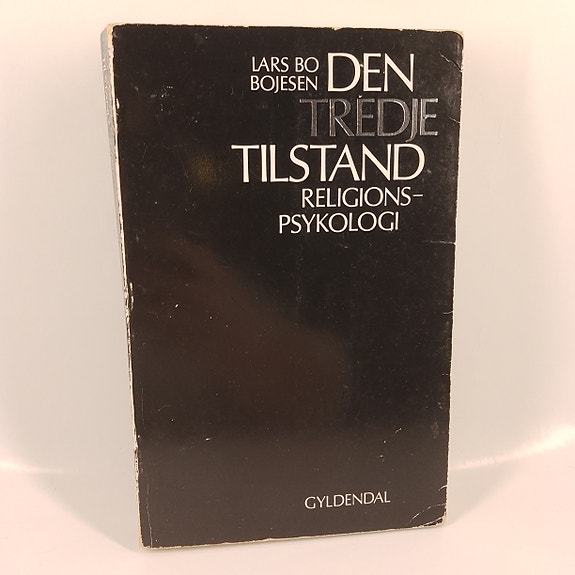 LARS BO
BOJESEN
DEN
TREDJE
TILSTAND
RELIGIONS-
PSYKOLOGI
GYLDENDAL